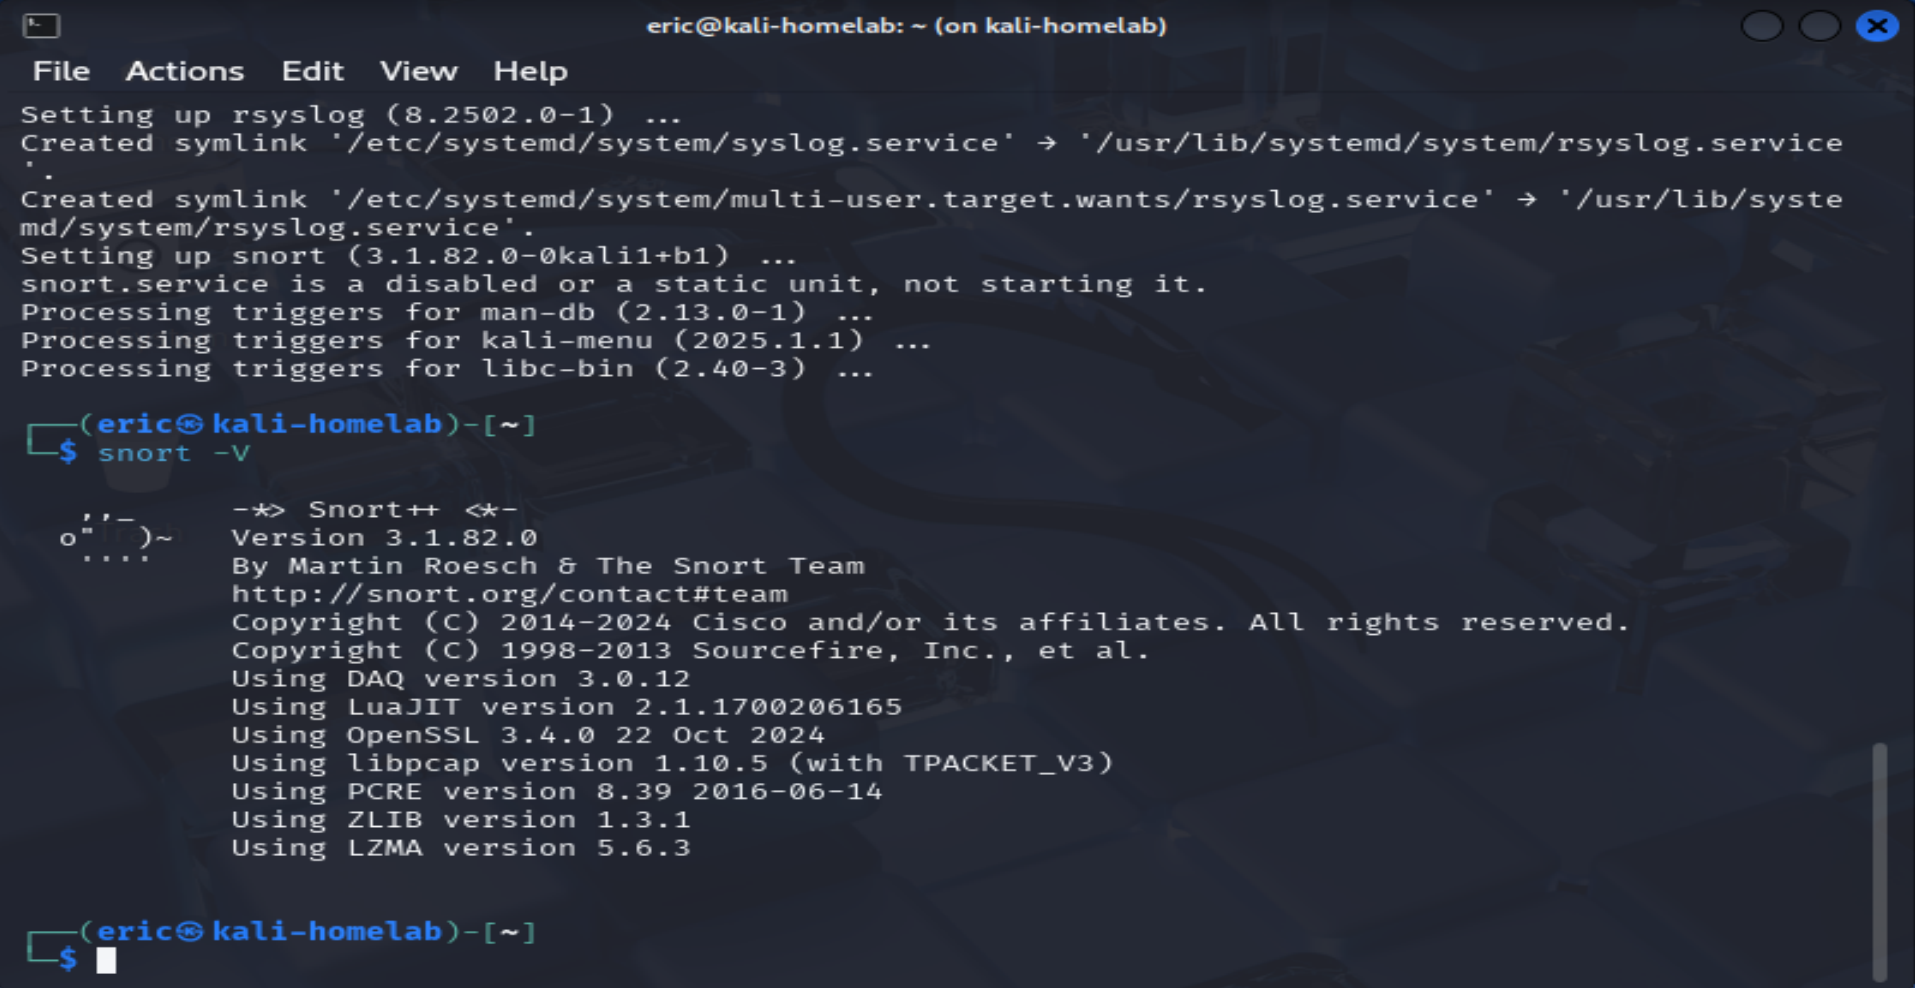 eric@kali-homelab: ~ (on kali-homelab)
File Actions Edit View Help
Setting up rsyslog (8.2502.0-1) ...
Created symlink '/etc/systemd/system/syslog.service' → '/usr/lib/systemd/system/rsyslog.service
'.
Created symlink '/etc/systemd/system/multi-user.target.wants/rsyslog.service' → '/usr/lib/syste
md/system/rsyslog.service'.
Setting up snort (3.1.82.0-0kali1+b1) ...
snort.service is a disabled or a static unit, not starting it.
Processing triggers for man-db (2.13.0-1) ...
Processing triggers for kali-menu (2025.1.1) ...
Processing triggers for libc-bin (2.40-3) ...
┌──(eric㉿kali-homelab)-[~]
└─$ snort -V
   ,,_     -*> Snort++ <*-
  o"  )~   Version 3.1.82.0
   ''''    By Martin Roesch & The Snort Team
           http://snort.org/contact#team
           Copyright (C) 2014-2024 Cisco and/or its affiliates. All rights reserved.
           Copyright (C) 1998-2013 Sourcefire, Inc., et al.
           Using DAQ version 3.0.12
           Using LuaJIT version 2.1.1700206165
           Using OpenSSL 3.4.0 22 Oct 2024
           Using libpcap version 1.10.5 (with TPACKET_V3)
           Using PCRE version 8.39 2016-06-14
           Using ZLIB version 1.3.1
           Using LZMA version 5.6.3
┌──(eric㉿kali-homelab)-[~]
└─$